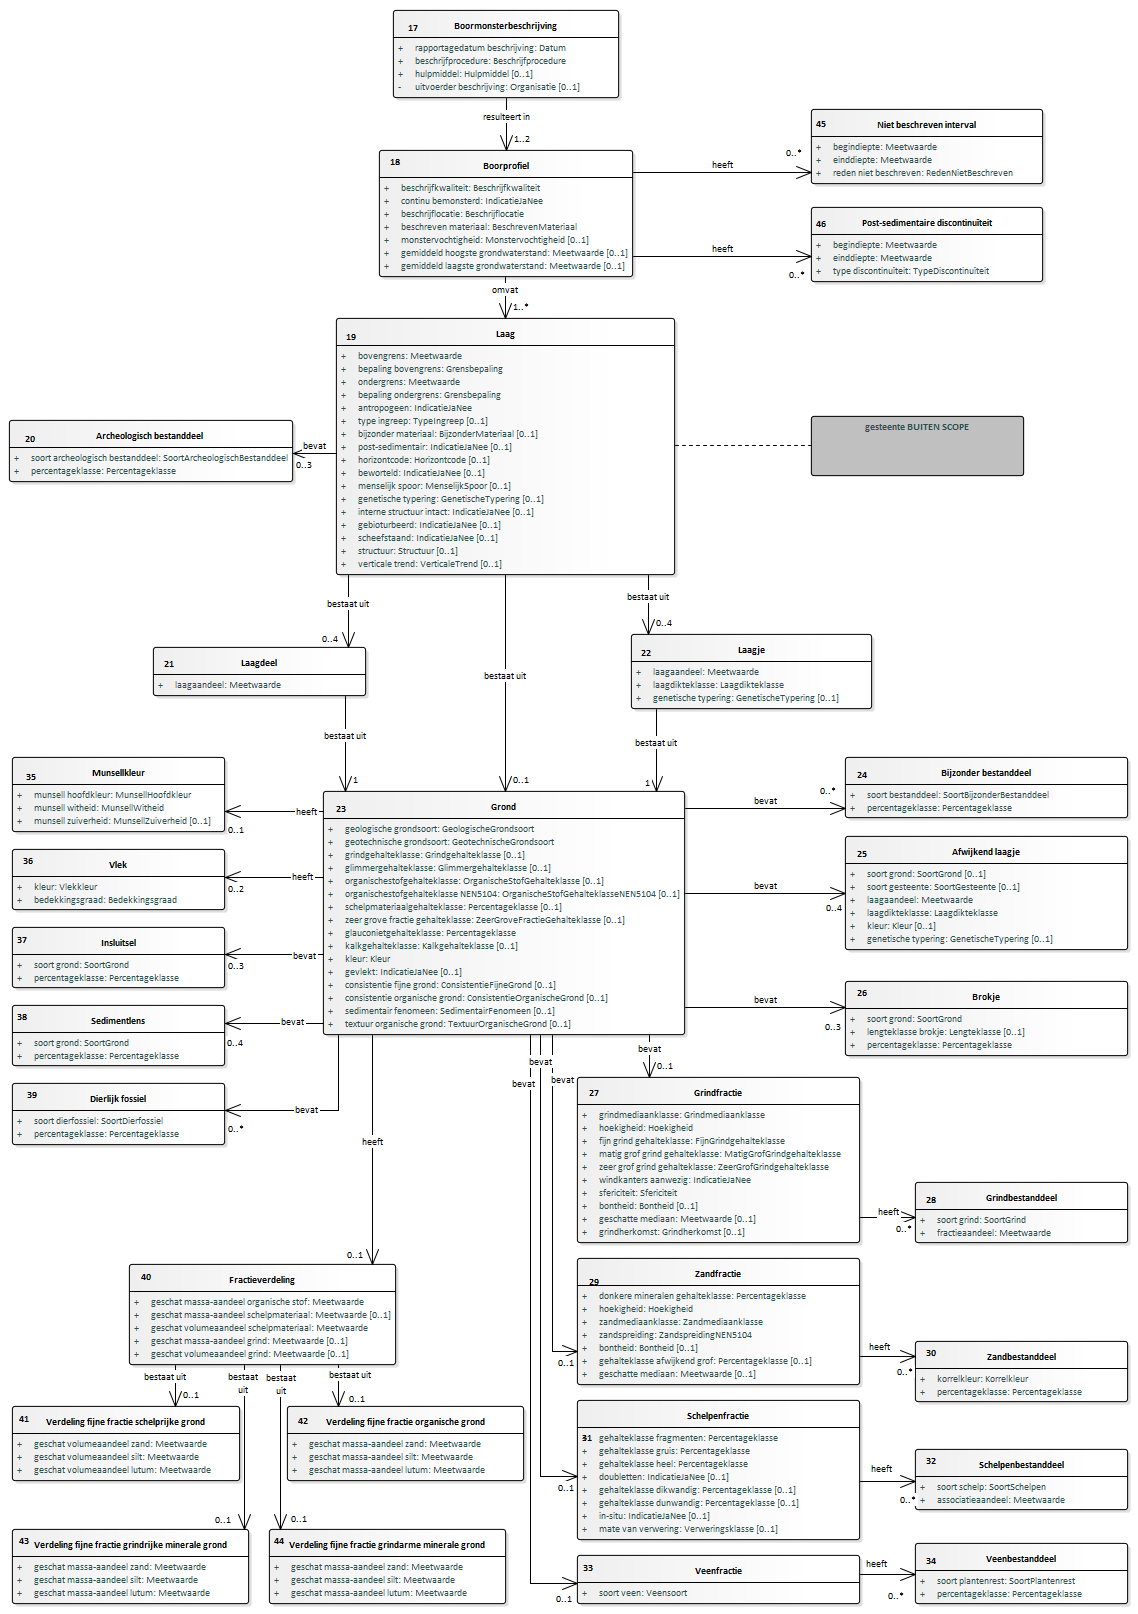 17 Boormonsterbeschrijving
+ rapportagedatum beschrijving: Datum
+ beschrijfprocedure: Beschrijfprocedure
+ hulpmiddel: Hulpmiddel [0..1]
- uitvoerder beschrijving: Organisatie [0..1]
resulteert in
1..2
18 Boorprofiel
+ beschrijfkwaliteit: Beschrijfkwaliteit
+ continu bemonsterd: IndicatieJaNee
+ beschrijflocatie: Beschrijflocatie
+ beschreven materiaal: BeschrevenMateriaal
+ monstervochtigheid: Monstervochtigheid [0..1]
+ gemiddeld hoogste grondwaterstand: Meetwaarde [0..1]
+ gemiddeld laagste grondwaterstand: Meetwaarde [0..1]
heeft
0..*
45 Niet beschreven interval
+ begindiepte: Meetwaarde
+ einddiepte: Meetwaarde
+ reden niet beschreven: RedenNietBeschreven
heeft
0..*
46 Post-sedimentaire discontinuïteit
+ begindiepte: Meetwaarde
+ einddiepte: Meetwaarde
+ type discontinuïteit: TypeDiscontinuïteit
omvat
1..*
19 Laag
+ bovengrens: Meetwaarde
+ bepaling bovengrens: Grensbepaling
+ ondergrens: Meetwaarde
+ bepaling ondergrens: Grensbepaling
+ antropogeen: IndicatieJaNee
+ type ingreep: TypeIngreep [0..1]
+ bijzonder materiaal: BijzonderMateriaal [0..1]
+ post-sedimentair: IndicatieJaNee [0..1]
+ horizontcode: Horizontcode [0..1]
+ beworteld: IndicatieJaNee [0..1]
+ menselijk spoor: MenselijkSpoor [0..1]
+ genetische typering: GenetischeTypering [0..1]
+ interne structuur intact: IndicatieJaNee [0..1]
+ gebioturbeerd: IndicatieJaNee [0..1]
+ scheefstaand: IndicatieJaNee [0..1]
+ structuur: Structuur [0..1]
+ verticale trend: VerticaleTrend [0..1]
gesteente BUITEN SCOPE
bevat
0..3
20 Archeologisch bestanddeel
+ soort archeologisch bestanddeel: SoortArcheologischBestanddeel
+ percentageklasse: Percentageklasse
bestaat uit
0..4
bestaat uit
0..1
bestaat uit
0..4
21 Laagdeel
+ laagaandeel: Meetwaarde
22 Laagje
+ laagaandeel: Meetwaarde
+ laagdikteklasse: Laagdikteklasse
+ genetische typering: GenetischeTypering [0..1]
bestaat uit
1
bestaat uit
1
23 Grond
+ geologische grondsoort: GeologischeGrondsoort
+ geotechnische grondsoort: GeotechnischeGrondsoort
+ grindgehalteklasse: Grindgehalteklasse [0..1]
+ glimmergehalteklasse: Glimmergehalteklasse [0..1]
+ organischestofgehalteklasse: OrganischeStofGehalteklasse [0..1]
+ organischestofgehalteklasse NEN5104: OrganischeStofGehalteklasseNEN5104 [0..1]
+ schelpmateriaalgehalteklasse: Percentageklasse [0..1]
+ zeer grove fractie gehalteklasse: ZeerGroveFractieGehalteklasse [0..1]
+ glauconietgehalteklasse: Percentageklasse
+ kalkgehalteklasse: Kalkgehalteklasse [0..1]
+ kleur: Kleur
+ gevlekt: IndicatieJaNee [0..1]
+ consistentie fijne grond: ConsistentieFijneGrond [0..1]
+ consistentie organische grond: ConsistentieOrganischeGrond [0..1]
+ sedimentair fenomeen: SedimentairFenomeen [0..1]
+ textuur organische grond: TextuurOrganischeGrond [0..1]
heeft
0..1
35 Munsellkleur
+ munsell hoofdkleur: MunsellHoofdkleur
+ munsell witheid: MunsellWitheid
+ munsell zuiverheid: MunsellZuiverheid [0..1]
heeft
0..2
36 Vlek
+ kleur: Vlekkleur
+ bedekkingsgraad: Bedekkingsgraad
bevat
0..3
37 Insluitsel
+ soort grond: SoortGrond
+ percentageklasse: Percentageklasse
bevat
0..4
38 Sedimentlens
+ soort grond: SoortGrond
+ percentageklasse: Percentageklasse
bevat
0..*
39 Dierlijk fossiel
+ soort dierfossiel: SoortDierfossiel
+ percentageklasse: Percentageklasse
bevat
0..*
24 Bijzonder bestanddeel
+ soort bestanddeel: SoortBijzonderBestanddeel
+ percentageklasse: Percentageklasse
bevat
0..4
25 Afwijkend laagje
+ soort grond: SoortGrond [0..1]
+ soort gesteente: SoortGesteente [0..1]
+ laagaandeel: Meetwaarde
+ laagdikteklasse: Laagdikteklasse
+ kleur: Kleur [0..1]
+ genetische typering: GenetischeTypering [0..1]
bevat
0..3
26 Brokje
+ soort grond: SoortGrond
+ lengteklasse brokje: Lengteklasse [0..1]
+ percentageklasse: Percentageklasse
bevat
0..1
27 Grindfractie
+ grindmediaanklasse: Grindmediaanklasse
+ hoekigheid: Hoekigheid
+ fijn grind gehalteklasse: FijnGrindgehalteklasse
+ matig grof grind gehalteklasse: MatigGrofGrindgehalteklasse
+ zeer grof grind gehalteklasse: ZeerGrofGrindgehalteklasse
+ windkanters aanwezig: IndicatieJaNee
+ sfericiteit: Sfericiteit
+ bontheid: Bontheid [0..1]
+ geschatte mediaan: Meetwaarde [0..1]
+ grindherkomst: Grindherkomst [0..1]
heeft
0..*
28 Grindbestanddeel
+ soort grind: SoortGrind
+ fractieaandeel: Meetwaarde
bevat
0..1
29 Zandfractie
+ donkere mineralen gehalteklasse: Percentageklasse
+ hoekigheid: Hoekigheid
+ zandmediaanklasse: Zandmediaanklasse
+ zandspreiding: ZandspreidingNEN5104
+ bontheid: Bontheid [0..1]
+ gehalteklasse afwijkend grof: Percentageklasse [0..1]
+ geschatte mediaan: Meetwaarde [0..1]
heeft
0..*
30 Zandbestanddeel
+ korrelkleur: Korrelkleur
+ percentageklasse: Percentageklasse
bevat
0..1
Schelpenfractie
31 gehalteklasse fragmenten: Percentageklasse
+ gehalteklasse gruis: Percentageklasse
+ gehalteklasse heel: Percentageklasse
+ doubletten: IndicatieJaNee [0..1]
+ gehalteklasse dikwandig: Percentageklasse [0..1]
+ gehalteklasse dunwandig: Percentageklasse [0..1]
+ in-situ: IndicatieJaNee [0..1]
+ mate van verwering: Verweringsklasse [0..1]
heeft
0..*
32 Schelpenbestanddeel
+ soort schelp: SoortSchelpen
+ associatieaandeel: Meetwaarde
bevat
0..1
33 Veenfractie
+ soort veen: Veensoort
heeft
0..*
34 Veenbestanddeel
+ soort plantenrest: SoortPlantenrest
+ percentageklasse: Percentageklasse
heeft
0..1
40 Fractieverdeling
+ geschat massa-aandeel organische stof: Meetwaarde
+ geschat massa-aandeel schelpmateriaal: Meetwaarde [0..1]
+ geschat volumeaandeel schelpmateriaal: Meetwaarde
+ geschat massa-aandeel grind: Meetwaarde [0..1]
+ geschat volumeaandeel grind: Meetwaarde [0..1]
bestaat uit
0..1
bestaat
uit
0..1
bestaat
uit
0..1
bestaat uit
0..1
41 Verdeling fijne fractie schelprijke grond
+ geschat volumeaandeel zand: Meetwaarde
+ geschat volumeaandeel silt: Meetwaarde
+ geschat volumeaandeel lutum: Meetwaarde
42 Verdeling fijne fractie organische grond
+ geschat massa-aandeel zand: Meetwaarde
+ geschat massa-aandeel silt: Meetwaarde
+ geschat massa-aandeel lutum: Meetwaarde
43 Verdeling fijne fractie grindrijke minerale grond
+ geschat massa-aandeel zand: Meetwaarde
+ geschat massa-aandeel silt: Meetwaarde
+ geschat massa-aandeel lutum: Meetwaarde
44 Verdeling fijne fractie grindarme minerale grond
+ geschat massa-aandeel zand: Meetwaarde
+ geschat massa-aandeel silt: Meetwaarde
+ geschat massa-aandeel lutum: Meetwaarde